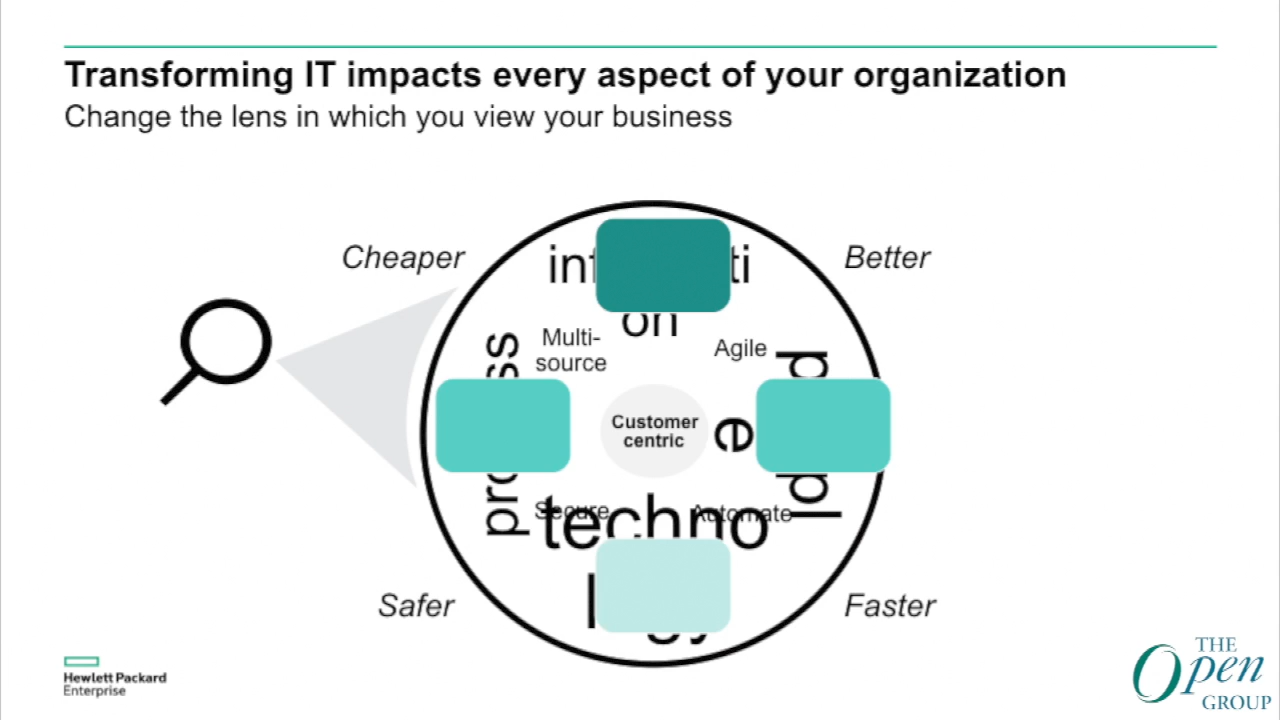 Transforming IT impacts every aspect of your organization
Change the lens in which you view your business
Cheaper
Better
on
Multi-
source
Agile
Customer
centric
Secure
Automate
techno
Safer
Faster
Hewlett Packard
Enterprise
THE
Open
GROUP